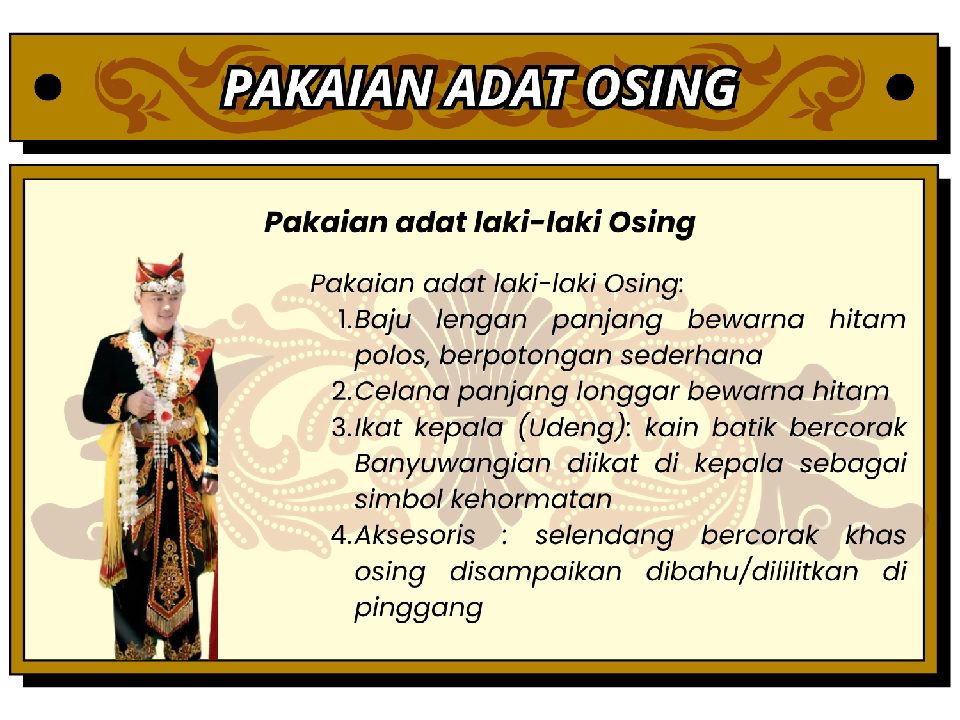 PAKAIAN ADAT OSING
Pakaian adat laki-laki Osing
Pakaian adat laki-laki Osing:
1. Baju lengan panjang bewarna hitam
polos, berpotongan sederhana
2. Celana panjang longgar bewarna hitam
3. Ikat kepala (Udeng): kain batik bercorak
Banyuwangian diikat di kepala sebagai
simbol kehormatan
4. Aksesoris : selendang bercorak khas
osing disampaikan dibahu/dililitkan di
pinggang